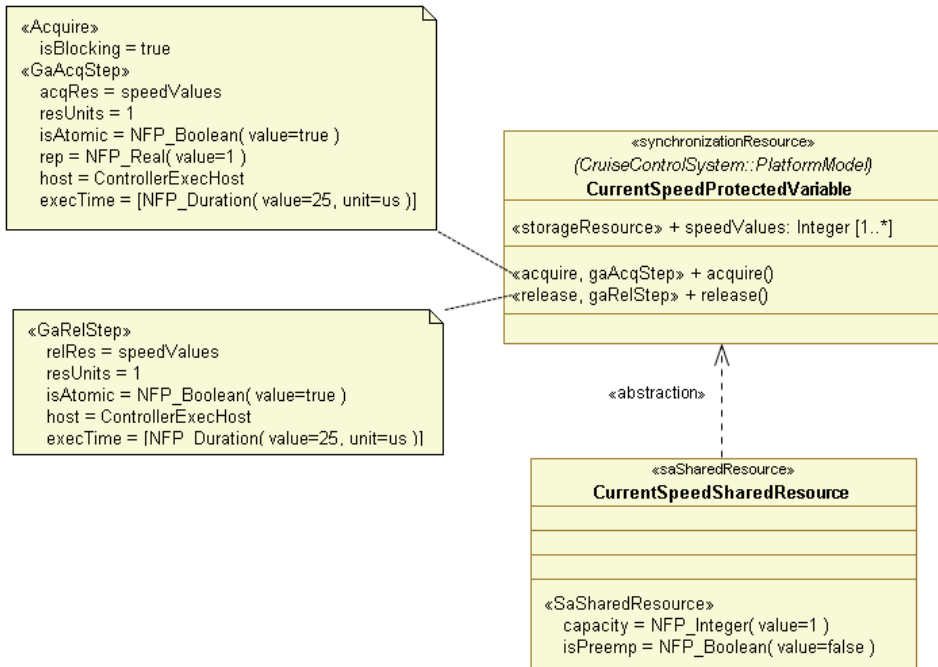 «Acquire»
isBlocking = true
«GaAcqStep»
acqRes = speedValues
resUnits = 1
isAtomic = NFP_Boolean( value=true )
rep = NFP_Real( value=1 )
host = ControllerExecHost
execTime = [NFP_Duration( value=25, unit=us )]
«synchronizationResource»
(CruiseControlSystem::PlatformModel)
CurrentSpeedProtectedVariable
«storageResource» + speedValues: Integer [1..*]
«acquire, gaAcqStep» + acquire()
«release, gaRelStep» + release()
«GaRelStep»
relRes = speedValues
resUnits = 1
isAtomic = NFP_Boolean( value=true )
host = ControllerExecHost
execTime = [NFP_Duration( value=25, unit=us )]
«abstraction»
«saSharedResource»
CurrentSpeedSharedResource
«SaSharedResource»
capacity = NFP_Integer( value=1 )
isPreemp = NFP_Boolean( value=false )